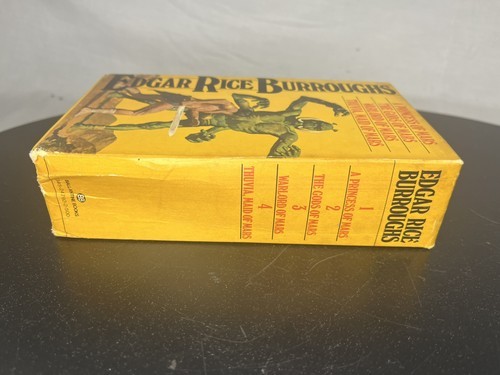 EDGAR RICE BURROUGHS
EDGAR RICE
BURROUGHS
1
A PRINCESS OF MARS
2
THE GODS OF MARS
3
WARLORD OF MARS
4
THUVIA, MAID OF MARS